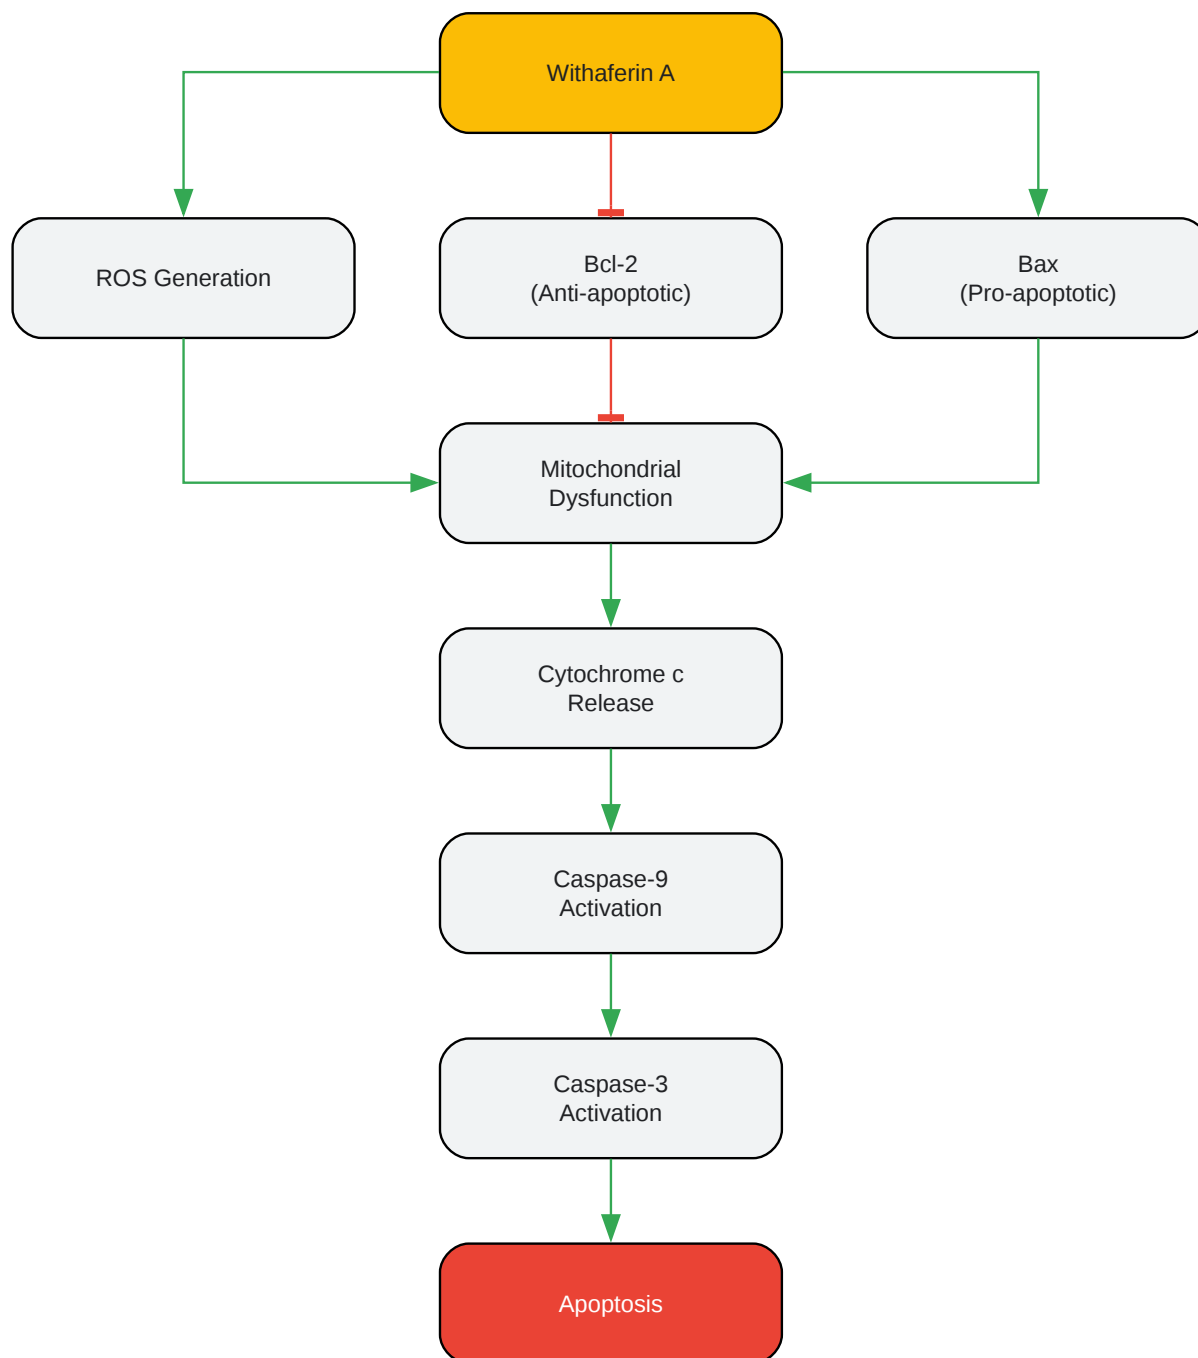 Withaferin A
ROS Generation
Bcl-2
(Anti-apoptotic)
Bax
(Pro-apoptotic)
Mitochondrial
Dysfunction
Cytochrome c
Release
Caspase-9
Activation
Caspase-3
Activation
Apoptosis